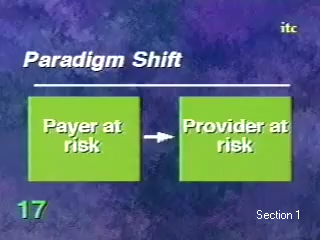 itc
Paradigm Shift
Payer at
risk
Provider at
risk
17
Section 1